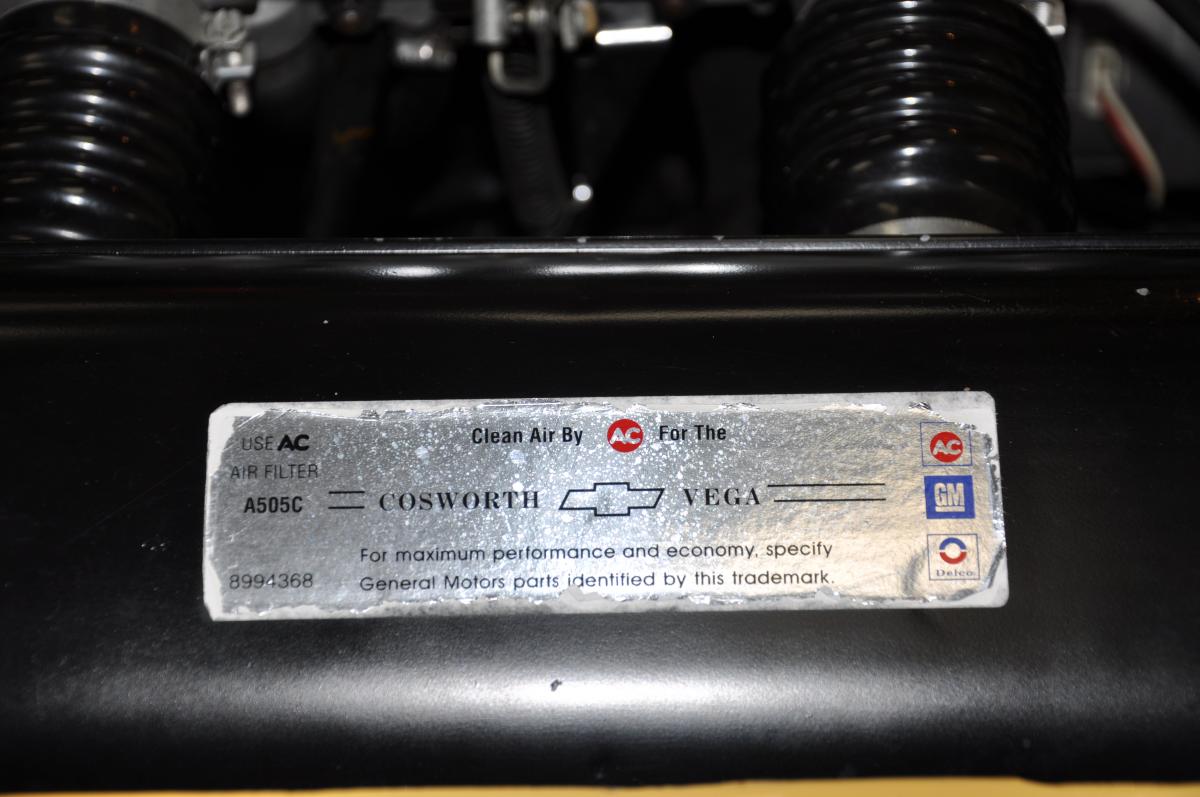 USE AC
AIR FILTER
A505C
8994368
Clean Air By AC For The
COSWORTH VEGA
For maximum performance and economy, specify
General Motors parts identified by this trademark.
AC
GM
Delco